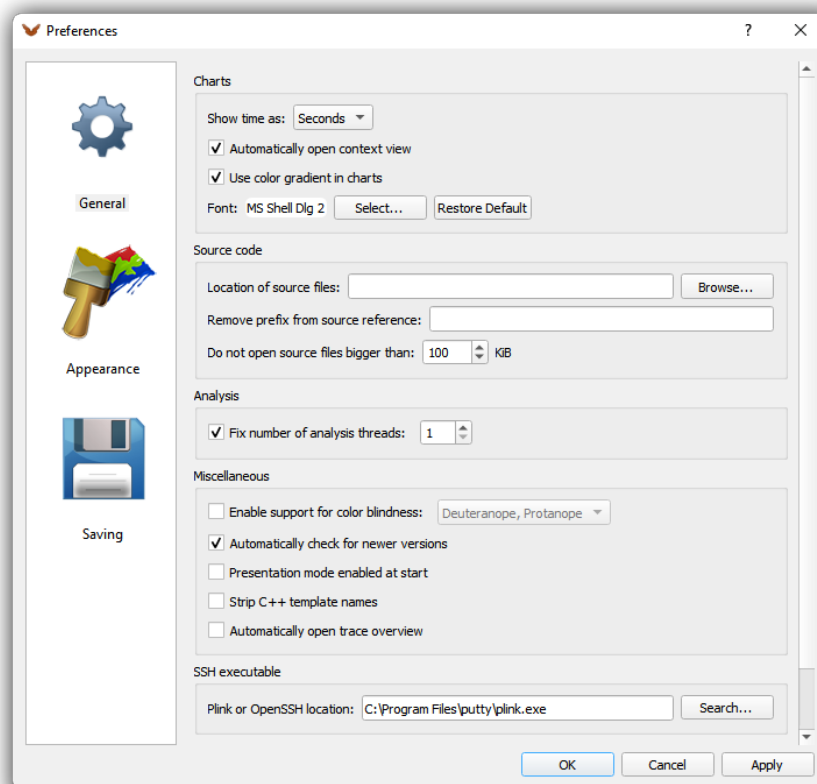 Preferences
?
General
Appearance
Saving
Charts
Show time as: Seconds
Automatically open context view
Use color gradient in charts
Font: MS Shell Dlg 2 Select... Restore Default
Source code
Location of source files: Browse...
Remove prefix from source reference:
Do not open source files bigger than: 100 KiB
Analysis
Fix number of analysis threads: 1
Miscellaneous
Enable support for color blindness: Deuteranope, Protanope
Automatically check for newer versions
Presentation mode enabled at start
Strip C++ template names
Automatically open trace overview
SSH executable
Plink or OpenSSH location: C:\Program Files\putty\plink.exe Search...
OK Cancel Apply